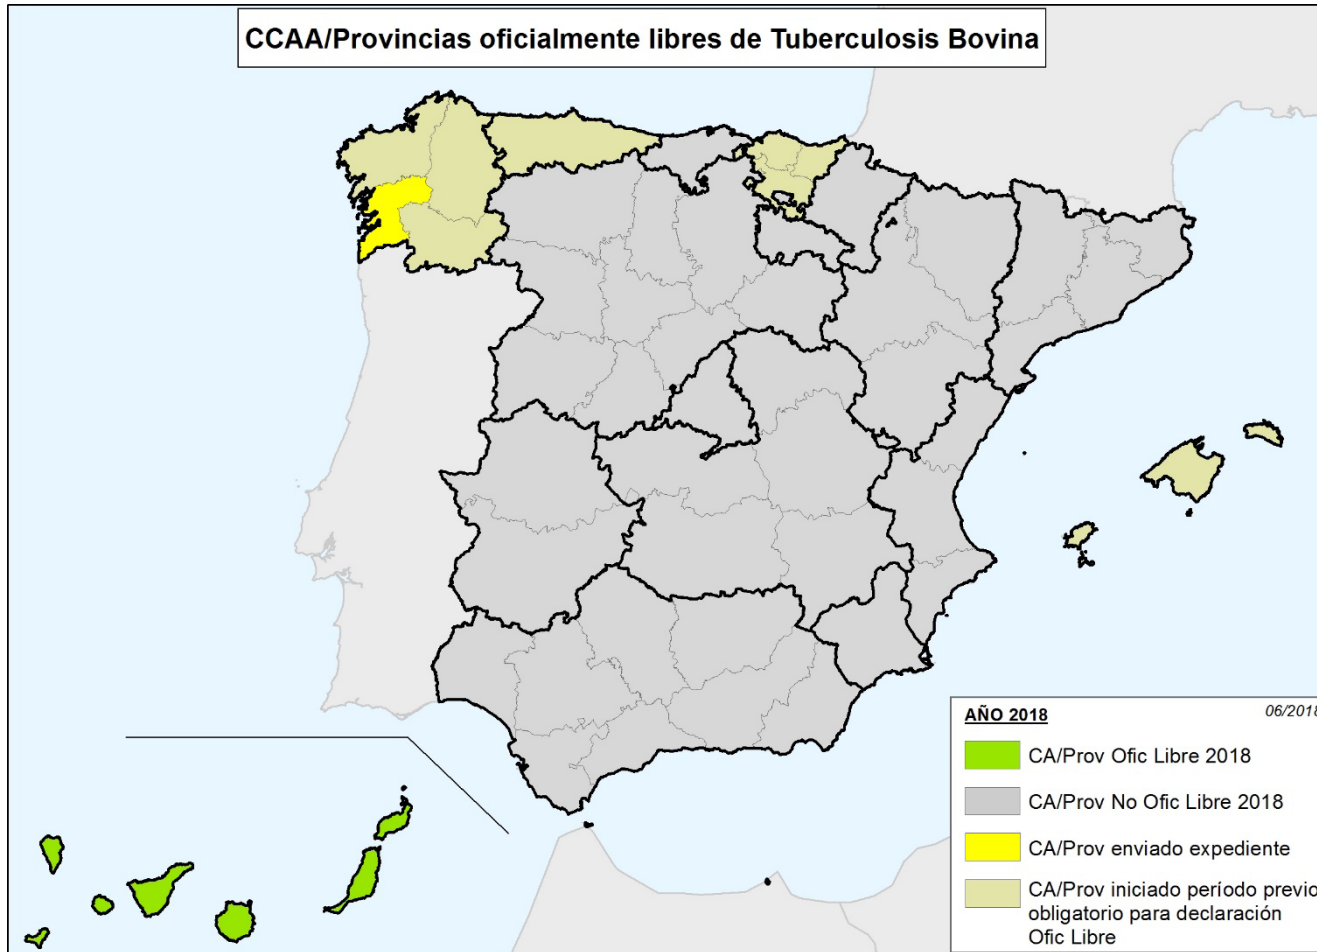 CCAA/Provincias oficialmente libres de Tuberculosis Bovina
AÑO 2018
06/2018
CA/Prov Ofic Libre 2018
CA/Prov No Ofic Libre 2018
CA/Prov enviado expediente
CA/Prov iniciado período previo
obligatorio para declaración
Ofic Libre